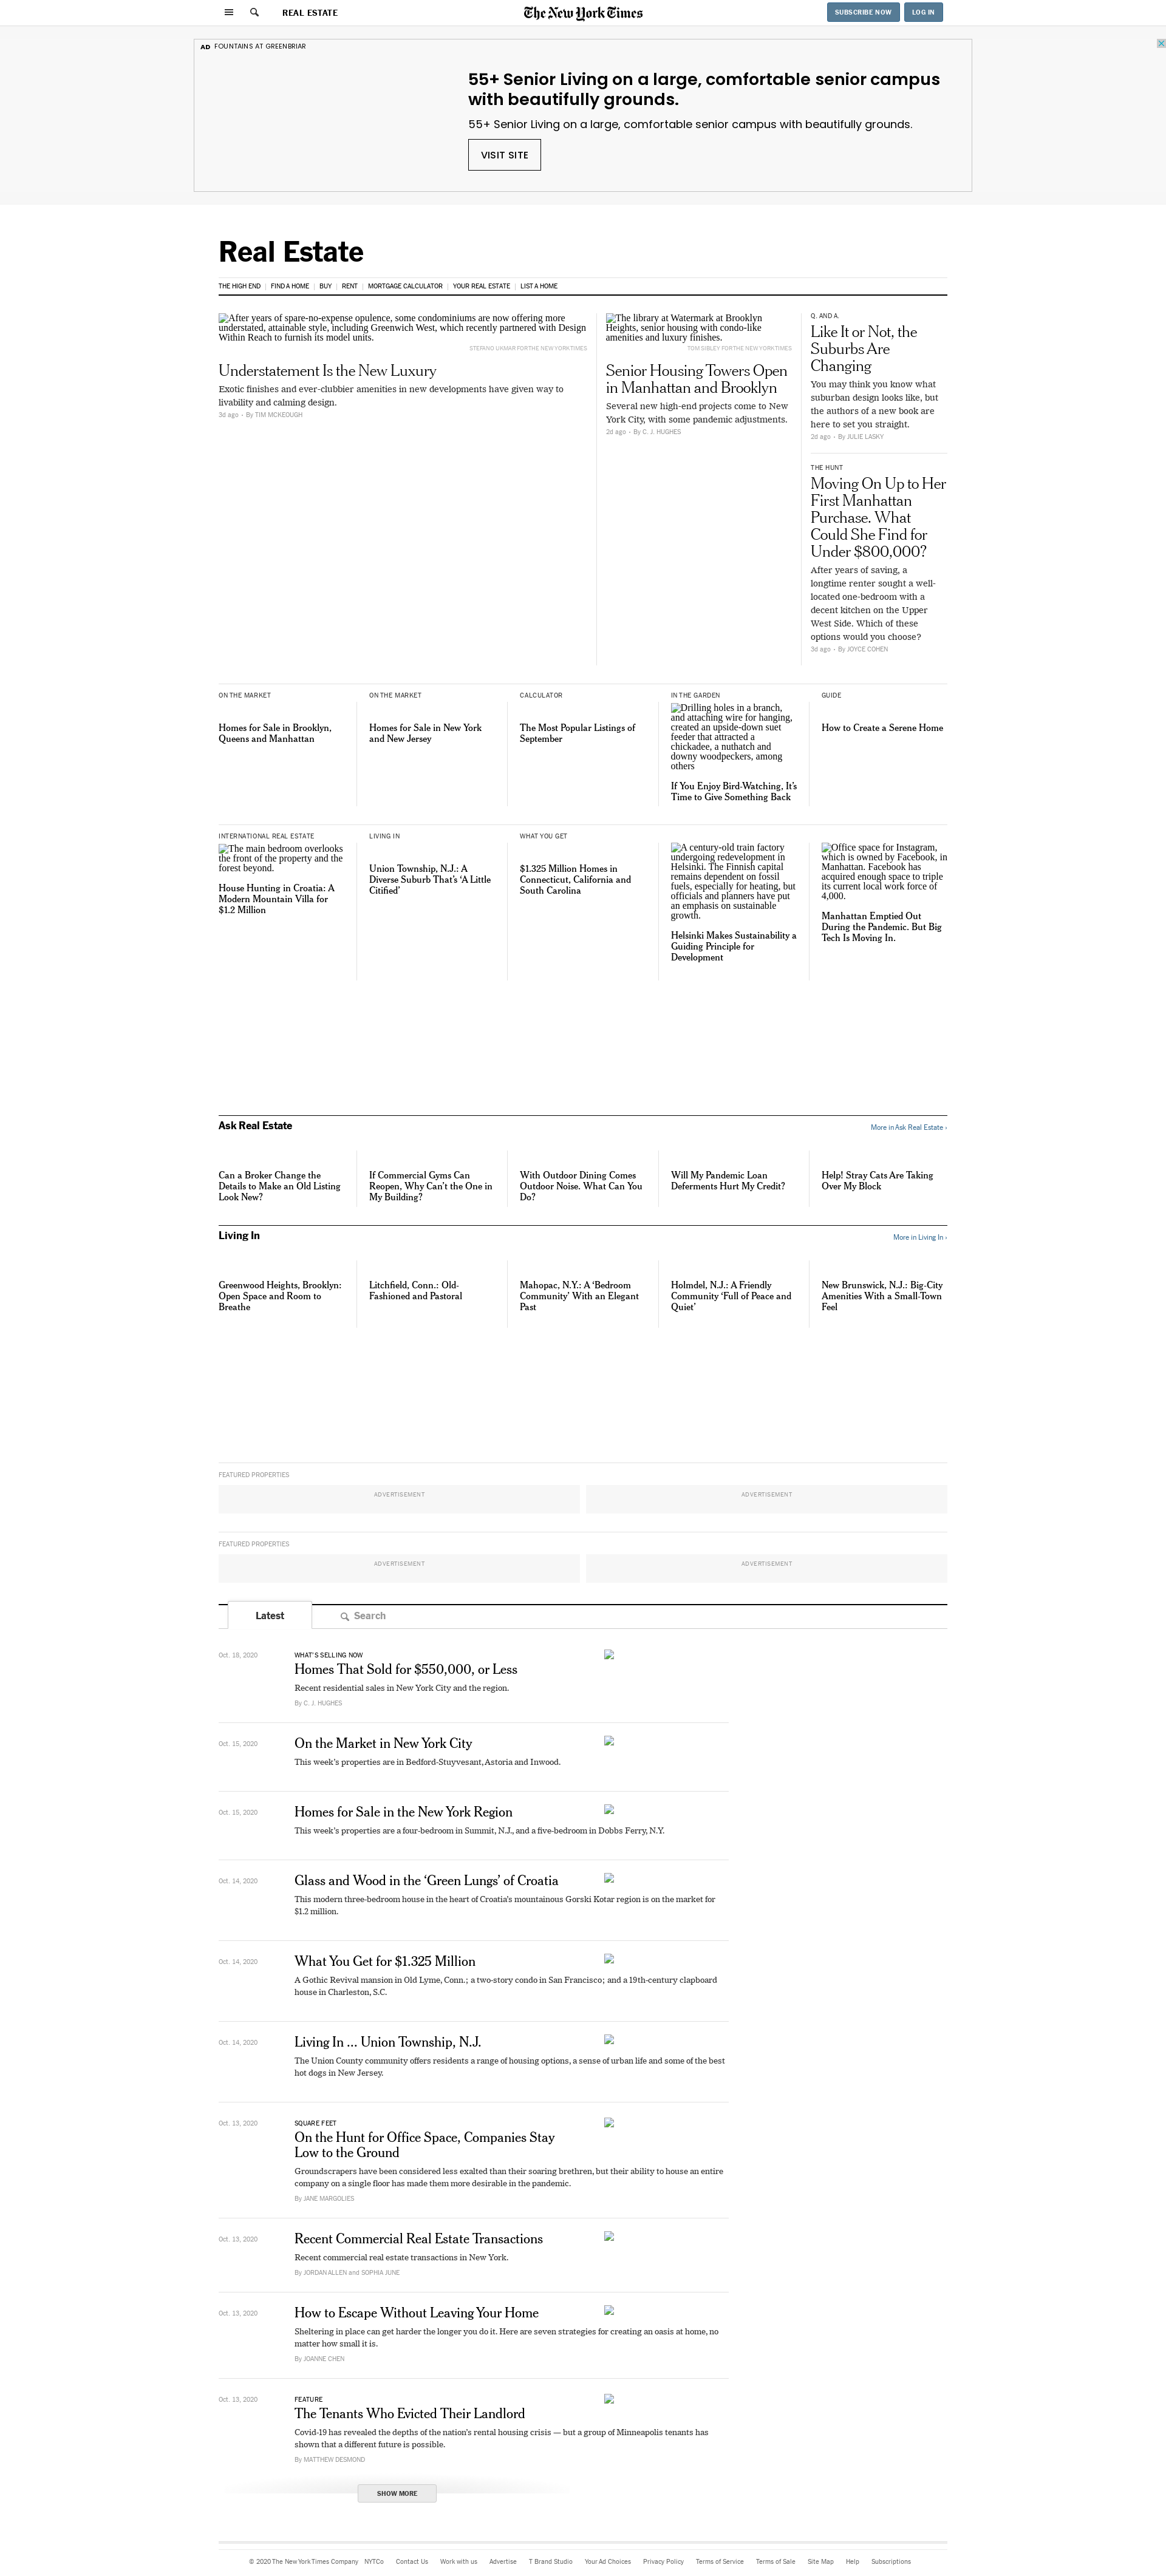 REAL ESTATE
The New York Times
SUBSCRIBE NOW
LOG IN
AD FOUNTAINS AT GREENBRIAR
55+ Senior Living on a large, comfortable senior campus
with beautifully grounds.
55+ Senior Living on a large, comfortable senior campus with beautifully grounds.
VISIT SITE
Real Estate
THE HIGH END | FIND A HOME | BUY | RENT | MORTGAGE CALCULATOR | YOUR REAL ESTATE | LIST A HOME
After years of spare-no-expense opulence, some condominiums are now offering more
understated, attainable style, including Greenwich West, which recently partnered with Design
Within Reach to furnish its model units.
STEFANO UKMAR FOR THE NEW YORK TIMES
Understatement Is the New Luxury
Exotic finishes and ever-clubbier amenities in new developments have given way to
livability and calming design.
3d ago • By TIM MCKEOUGH
The library at Watermark at Brooklyn
Heights, senior housing with condo-like
amenities and luxury finishes.
TOM SIBLEY FOR THE NEW YORK TIMES
Senior Housing Towers Open
in Manhattan and Brooklyn
Several new high-end projects come to New
York City, with some pandemic adjustments.
2d ago • By C. J. HUGHES
Q. AND A.
Like It or Not, the
Suburbs Are
Changing
You may think you know what
suburban design looks like, but
the authors of a new book are
here to set you straight.
2d ago • By JULIE LASKY
THE HUNT
Moving On Up to Her
First Manhattan
Purchase. What
Could She Find for
Under $800,000?
After years of saving, a
longtime renter sought a well-
located one-bedroom with a
decent kitchen on the Upper
West Side. Which of these
options would you choose?
3d ago • By JOYCE COHEN
ON THE MARKET
Homes for Sale in Brooklyn,
Queens and Manhattan
ON THE MARKET
Homes for Sale in New York
and New Jersey
CALCULATOR
The Most Popular Listings of
September
IN THE GARDEN
Drilling holes in a branch,
and attaching wire for hanging,
created an upside-down suet
feeder that attracted a
chickadee, a nuthatch and
downy woodpeckers, among
others
If You Enjoy Bird-Watching, It’s
Time to Give Something Back
GUIDE
How to Create a Serene Home
INTERNATIONAL REAL ESTATE
The main bedroom overlooks
the front of the property and the
forest beyond.
House Hunting in Croatia: A
Modern Mountain Villa for
$1.2 Million
LIVING IN
Union Township, N.J.: A
Diverse Suburb That’s ‘A Little
Citified’
WHAT YOU GET
$1.325 Million Homes in
Connecticut, California and
South Carolina
A century-old train factory
undergoing redevelopment in
Helsinki. The Finnish capital
remains dependent on fossil
fuels, especially for heating, but
officials and planners have put
an emphasis on sustainable
growth.
Helsinki Makes Sustainability a
Guiding Principle for
Development
Office space for Instagram,
which is owned by Facebook, in
Manhattan. Facebook has
acquired enough space to triple
its current local work force of
4,000.
Manhattan Emptied Out
During the Pandemic. But Big
Tech Is Moving In.
Ask Real Estate
More in Ask Real Estate ›
Can a Broker Change the
Details to Make an Old Listing
Look New?
If Commercial Gyms Can
Reopen, Why Can’t the One in
My Building?
With Outdoor Dining Comes
Outdoor Noise. What Can You
Do?
Will My Pandemic Loan
Deferments Hurt My Credit?
Help! Stray Cats Are Taking
Over My Block
Living In
More in Living In ›
Greenwood Heights, Brooklyn:
Open Space and Room to
Breathe
Litchfield, Conn.: Old-
Fashioned and Pastoral
Mahopac, N.Y.: A ‘Bedroom
Community’ With an Elegant
Past
Holmdel, N.J.: A Friendly
Community ‘Full of Peace and
Quiet’
New Brunswick, N.J.: Big-City
Amenities With a Small-Town
Feel
FEATURED PROPERTIES
ADVERTISEMENT
ADVERTISEMENT
FEATURED PROPERTIES
ADVERTISEMENT
ADVERTISEMENT
Latest
Search
Oct. 18, 2020
WHAT'S SELLING NOW
Homes That Sold for $550,000, or Less
Recent residential sales in New York City and the region.
By C. J. HUGHES
Oct. 15, 2020
On the Market in New York City
This week’s properties are in Bedford-Stuyvesant, Astoria and Inwood.
Oct. 15, 2020
Homes for Sale in the New York Region
This week’s properties are a four-bedroom in Summit, N.J., and a five-bedroom in Dobbs Ferry, N.Y.
Oct. 14, 2020
Glass and Wood in the ‘Green Lungs’ of Croatia
This modern three-bedroom house in the heart of Croatia’s mountainous Gorski Kotar region is on the market for
$1.2 million.
Oct. 14, 2020
What You Get for $1.325 Million
A Gothic Revival mansion in Old Lyme, Conn.; a two-story condo in San Francisco; and a 19th-century clapboard
house in Charleston, S.C.
Oct. 14, 2020
Living In ... Union Township, N.J.
The Union County community offers residents a range of housing options, a sense of urban life and some of the best
hot dogs in New Jersey.
Oct. 13, 2020
SQUARE FEET
On the Hunt for Office Space, Companies Stay
Low to the Ground
Groundscrapers have been considered less exalted than their soaring brethren, but their ability to house an entire
company on a single floor has made them more desirable in the pandemic.
By JANE MARGOLIES
Oct. 13, 2020
Recent Commercial Real Estate Transactions
Recent commercial real estate transactions in New York.
By JORDAN ALLEN and SOPHIA JUNE
Oct. 13, 2020
How to Escape Without Leaving Your Home
Sheltering in place can get harder the longer you do it. Here are seven strategies for creating an oasis at home, no
matter how small it is.
By JOANNE CHEN
Oct. 13, 2020
FEATURE
The Tenants Who Evicted Their Landlord
Covid-19 has revealed the depths of the nation’s rental housing crisis — but a group of Minneapolis tenants has
shown that a different future is possible.
By MATTHEW DESMOND
SHOW MORE
© 2020 The New York Times Company NYTCo Contact Us Work with us Advertise T Brand Studio Your Ad Choices Privacy Policy Terms of Service Terms of Sale Site Map Help Subscriptions